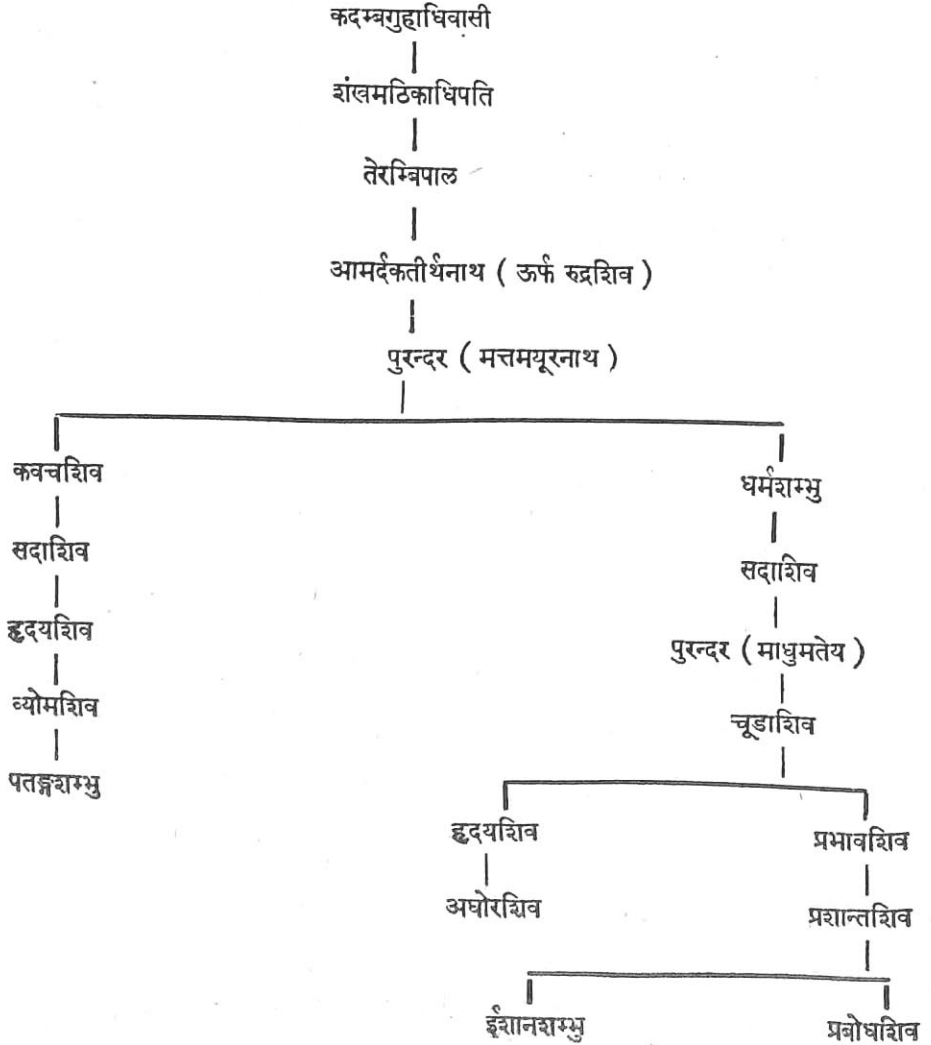 कदम्बगुहाधिवासी
शंखमठिकाधिपति
तेरम्बिपाल
आमर्दकतीर्थनाथ ( ऊर्फ रुद्रशिव )
पुरन्दर ( मत्तमयूरनाथ )
कवचशिव
धर्मशम्भु
सदाशिव
सदाशिव
हृदयशिव
पुरन्दर ( माधुमतेय )
व्योमशिव
चूडाशिव
पतङ्गशम्भु
हृदयशिव
प्रभावशिव
अघोरशिव
प्रशान्तशिव
ईशानशम्भु
प्रबोधशिव